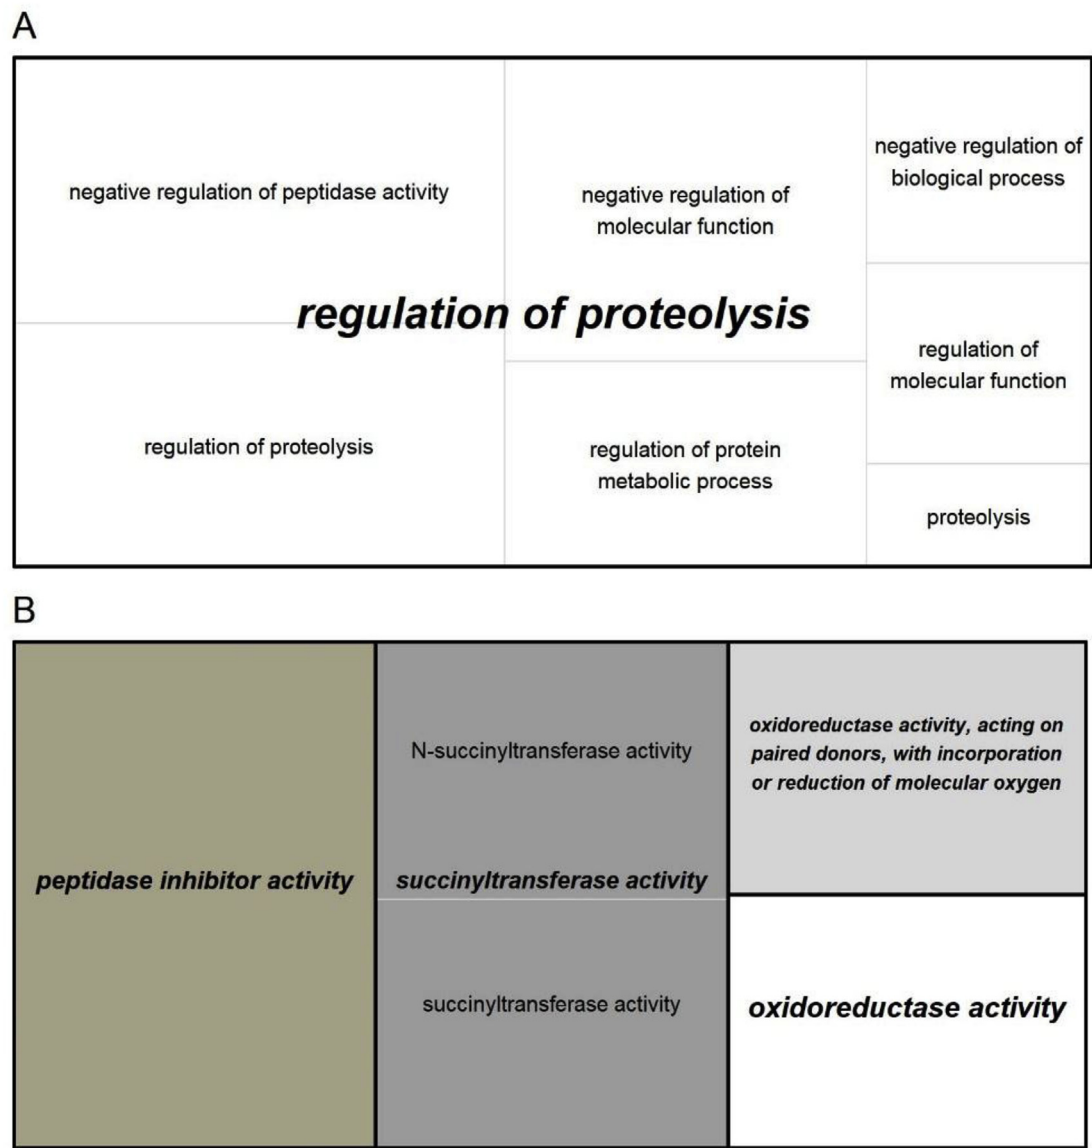 A
negative regulation of peptidase activity
negative regulation of
molecular function
negative regulation of
biological process
regulation of proteolysis
regulation of
molecular function
regulation of proteolysis
regulation of protein
metabolic process
proteolysis
B
N-succinyltransferase activity
oxidoreductase activity, acting on
paired donors, with incorporation
or reduction of molecular oxygen
peptidase inhibitor activity
succinyltransferase activity
succinyltransferase activity
oxidoreductase activity